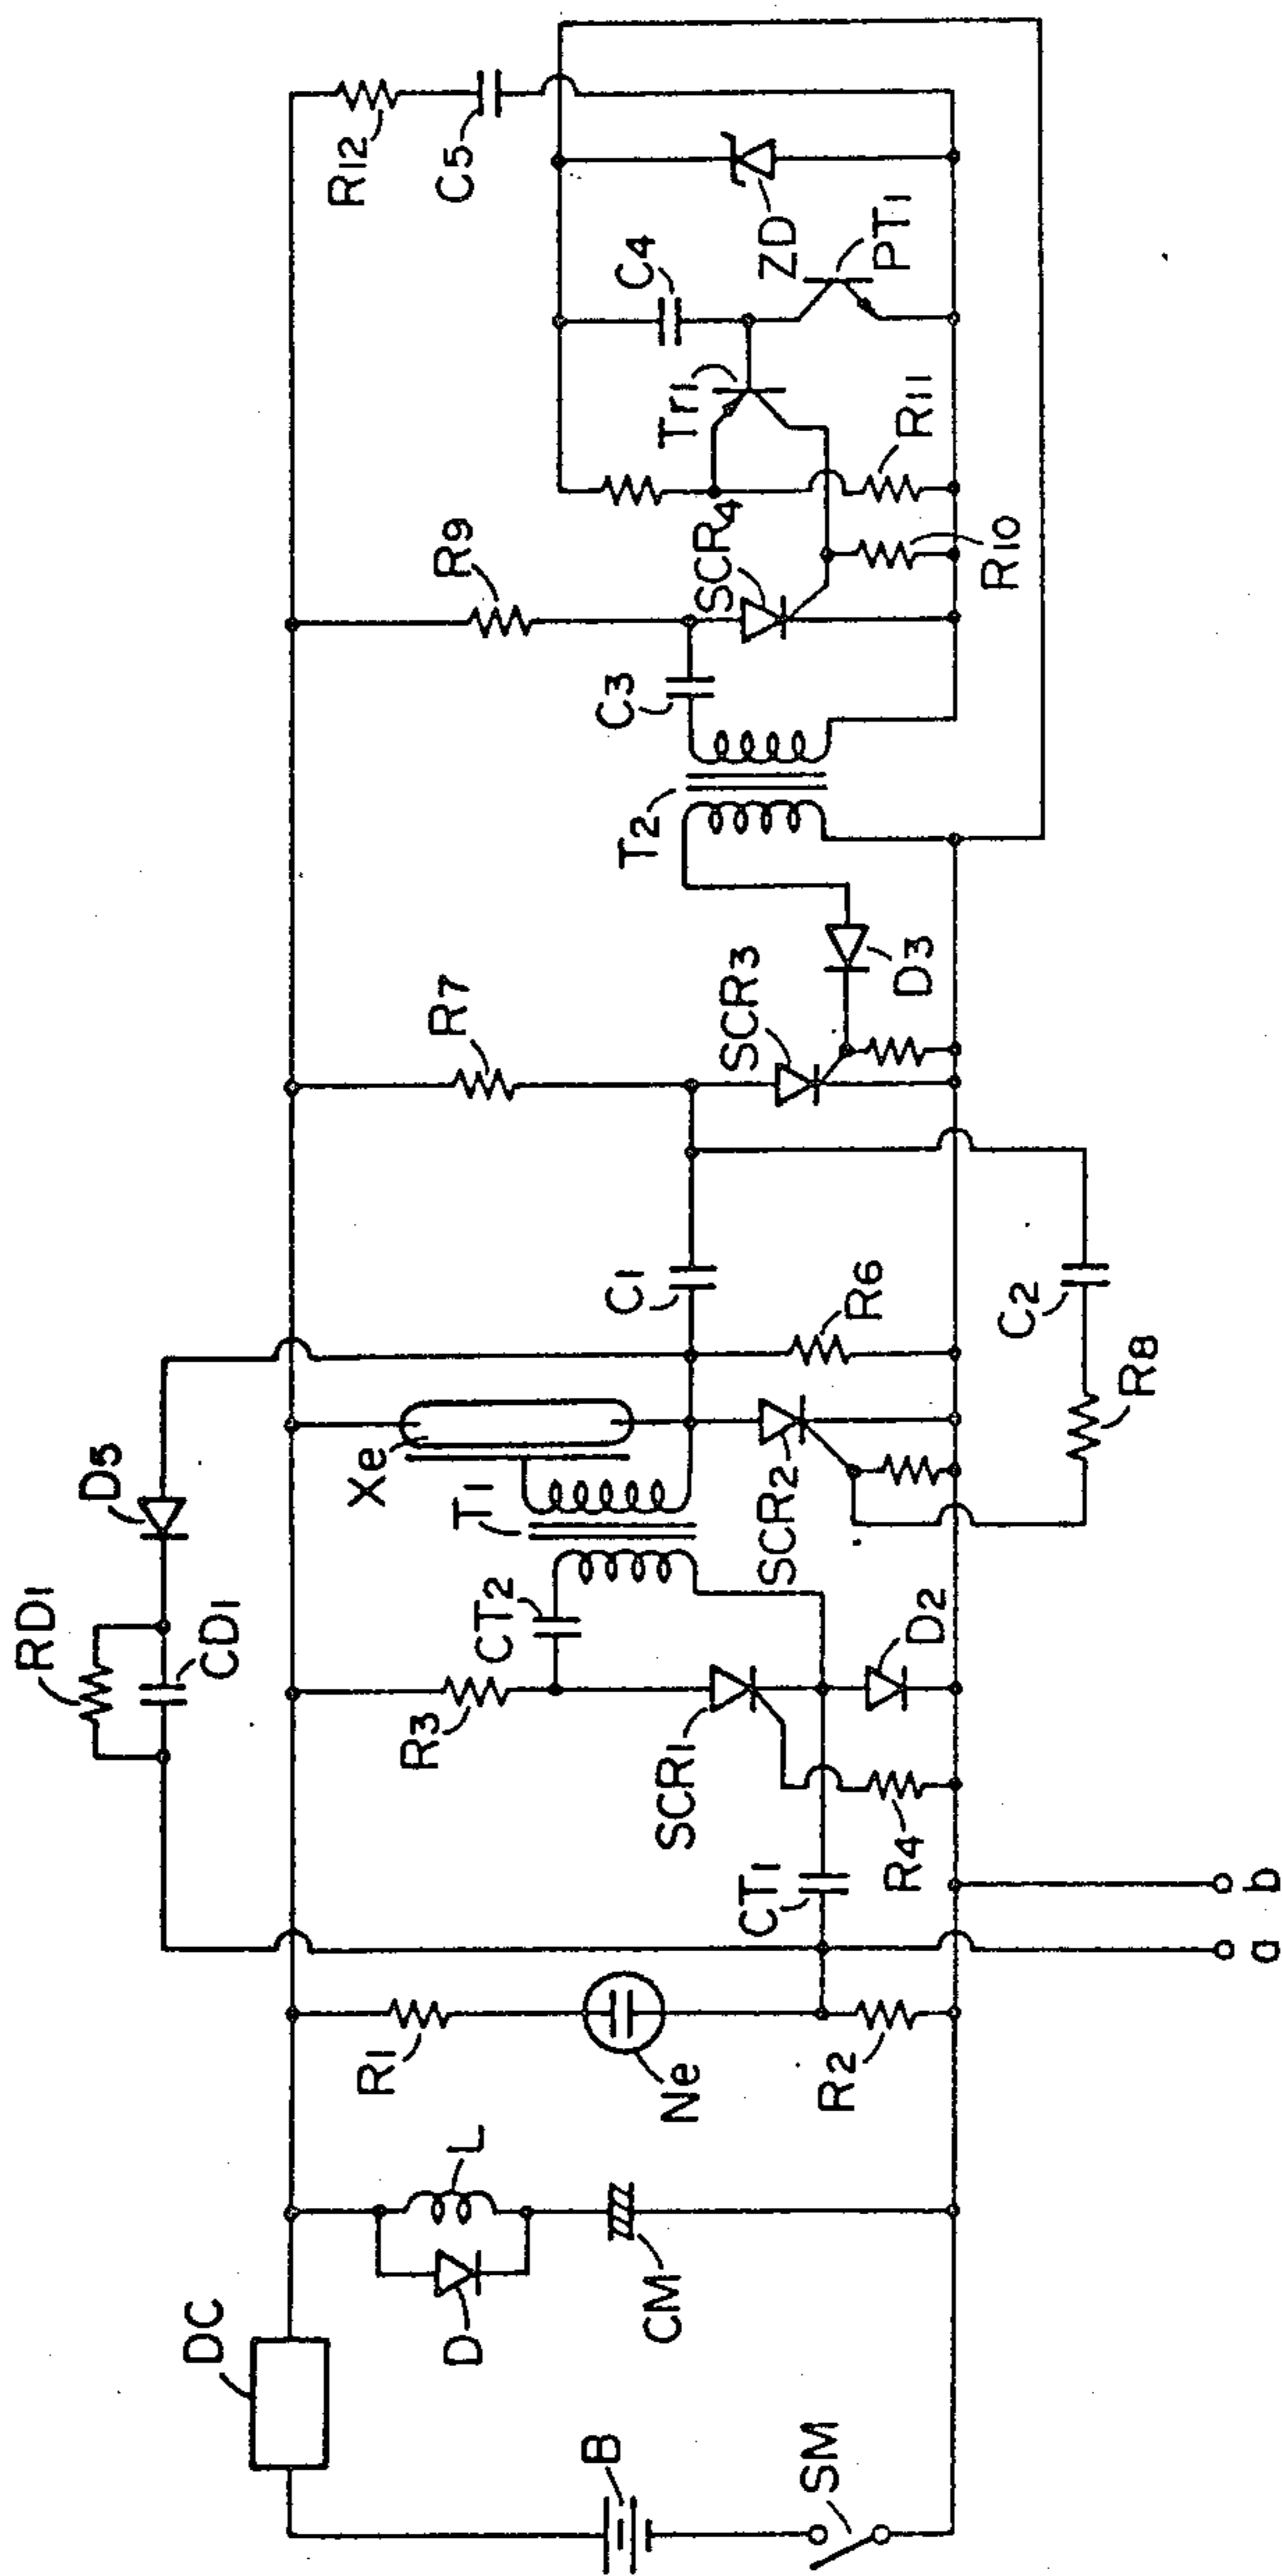 RD1
D5
CD1
DC
D
L
CM
B
SM
R1
Ne
R2
R3
CT2
T1
Xe
SCR1
CT1
R4
D2
SCR2
a
b
C1
R6
R8
C2
R7
SCR3
D3
T2
C3
R9
SCR4
R10
Tr1
R11
C4
ZD
PT1
R12
C5